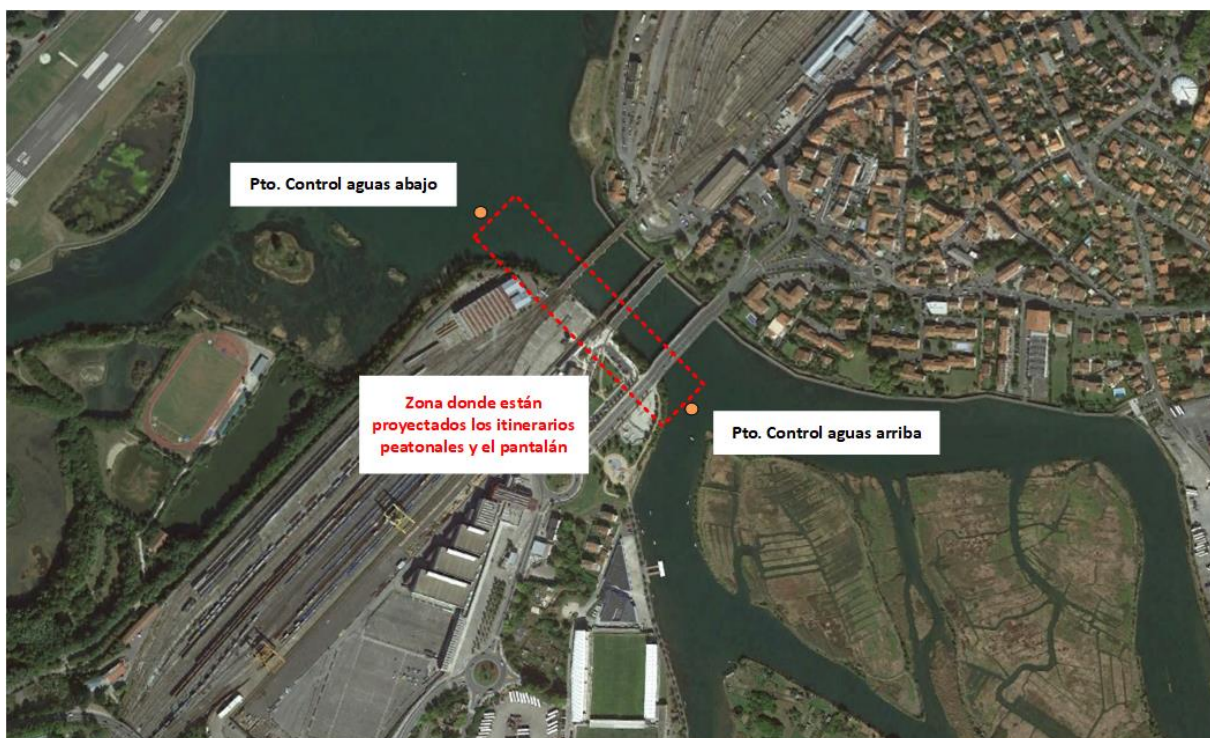 Pto. Control aguas abajo
Zona donde están
proyectados los itinerarios
peatonales y el pantalán
Pto. Control aguas arriba